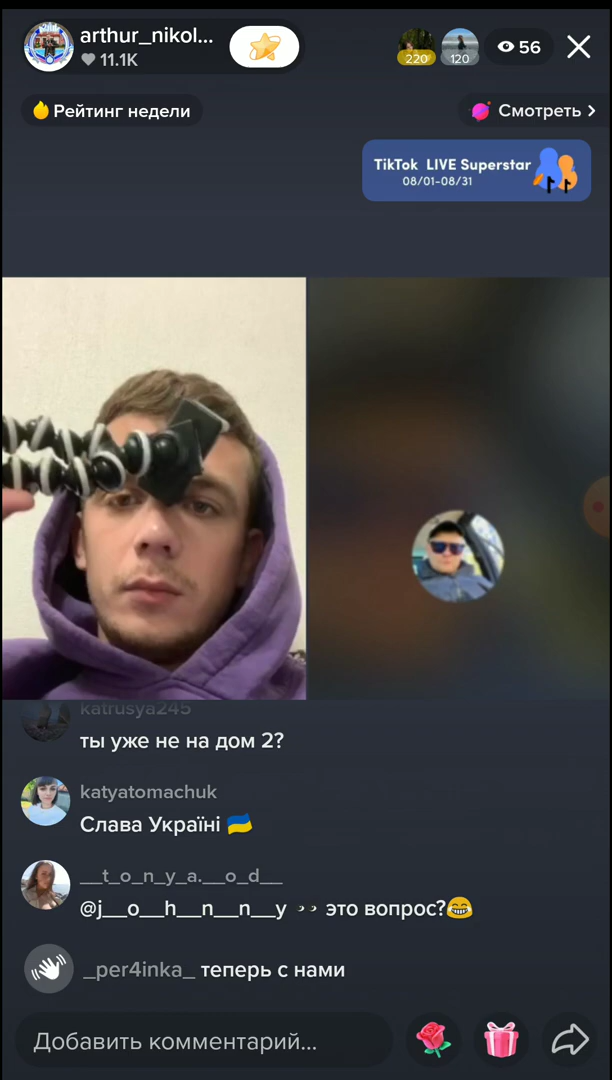 arthur_nikol...
11.1K
220
120
56
Рейтинг недели
Смотреть
TikTok LIVE Superstar
08/01-08/31
katrusya245
ты уже не на дом 2?
katyatomachuk
Слава Україні 🇺🇦
__t_o_n_y_a.__o_d__
@j__o__h__n__n__y 👀 это вопрос?😂
_per4inka_ теперь с нами
Добавить комментарий...